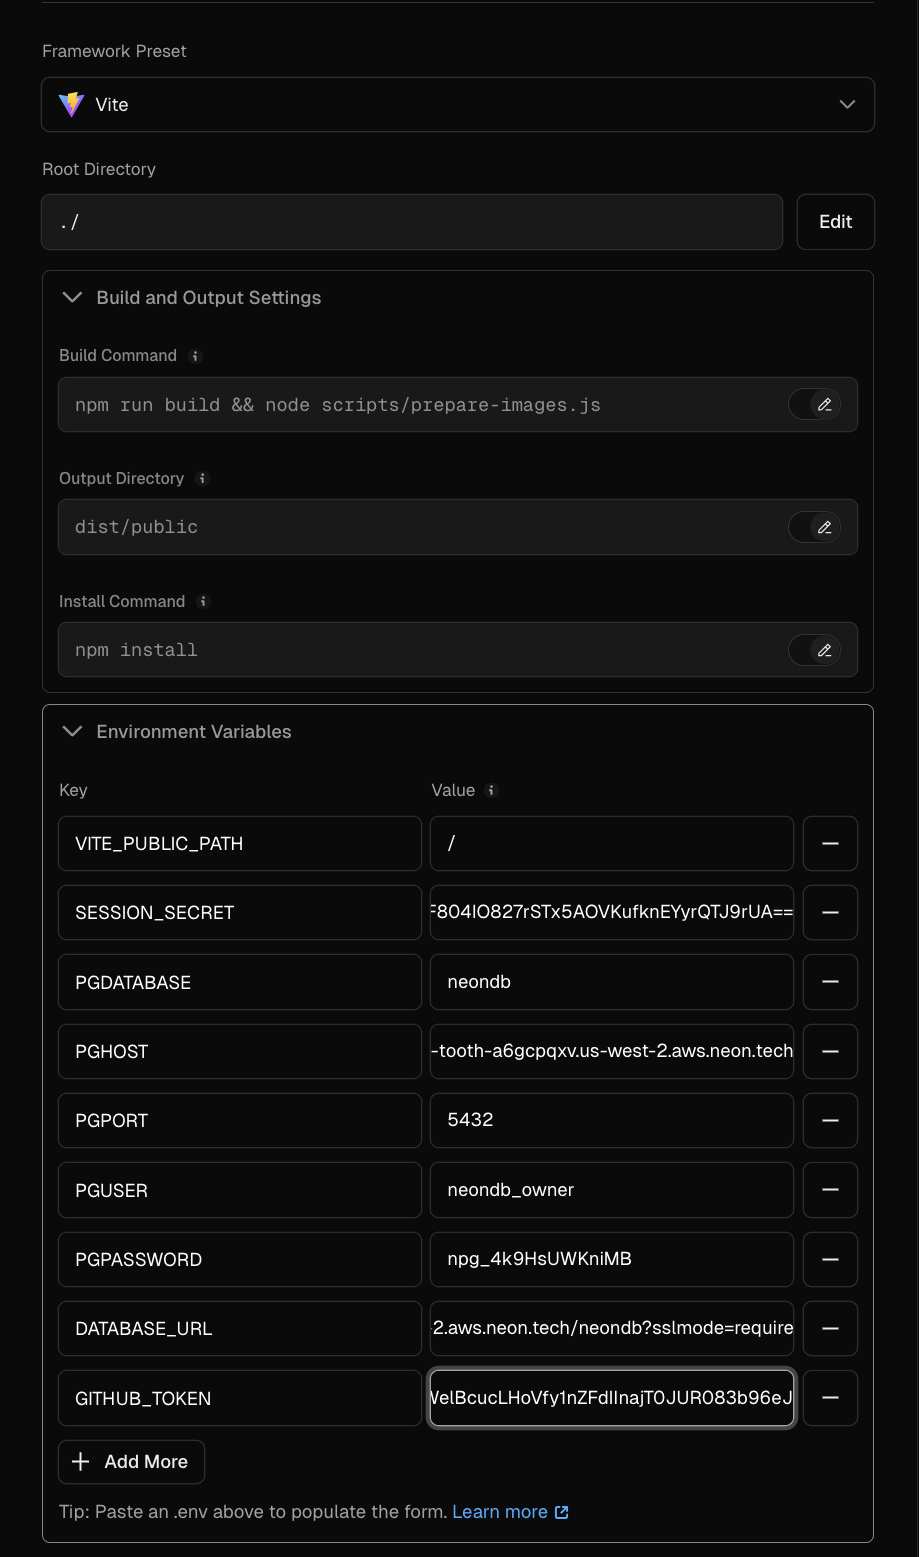 Framework Preset
Vite
Root Directory
./
Edit
Build and Output Settings
Build Command
npm run build && node scripts/prepare-images.js
Output Directory
dist/public
Install Command
npm install
Environment Variables
Key Value
VITE_PUBLIC_PATH /
SESSION_SECRET
PGDATABASE neondb
PGHOST -tooth-a6gcpqxv.us-west-2.aws.neon.tech
PGPORT 5432
PGUSER neondb_owner
PGPASSWORD npg_4k9HsUWKniMB
DATABASE_URL 2.aws.neon.tech/neondb?sslmode=require
GITHUB_TOKEN
Add More
Tip: Paste an .env above to populate the form. Learn more